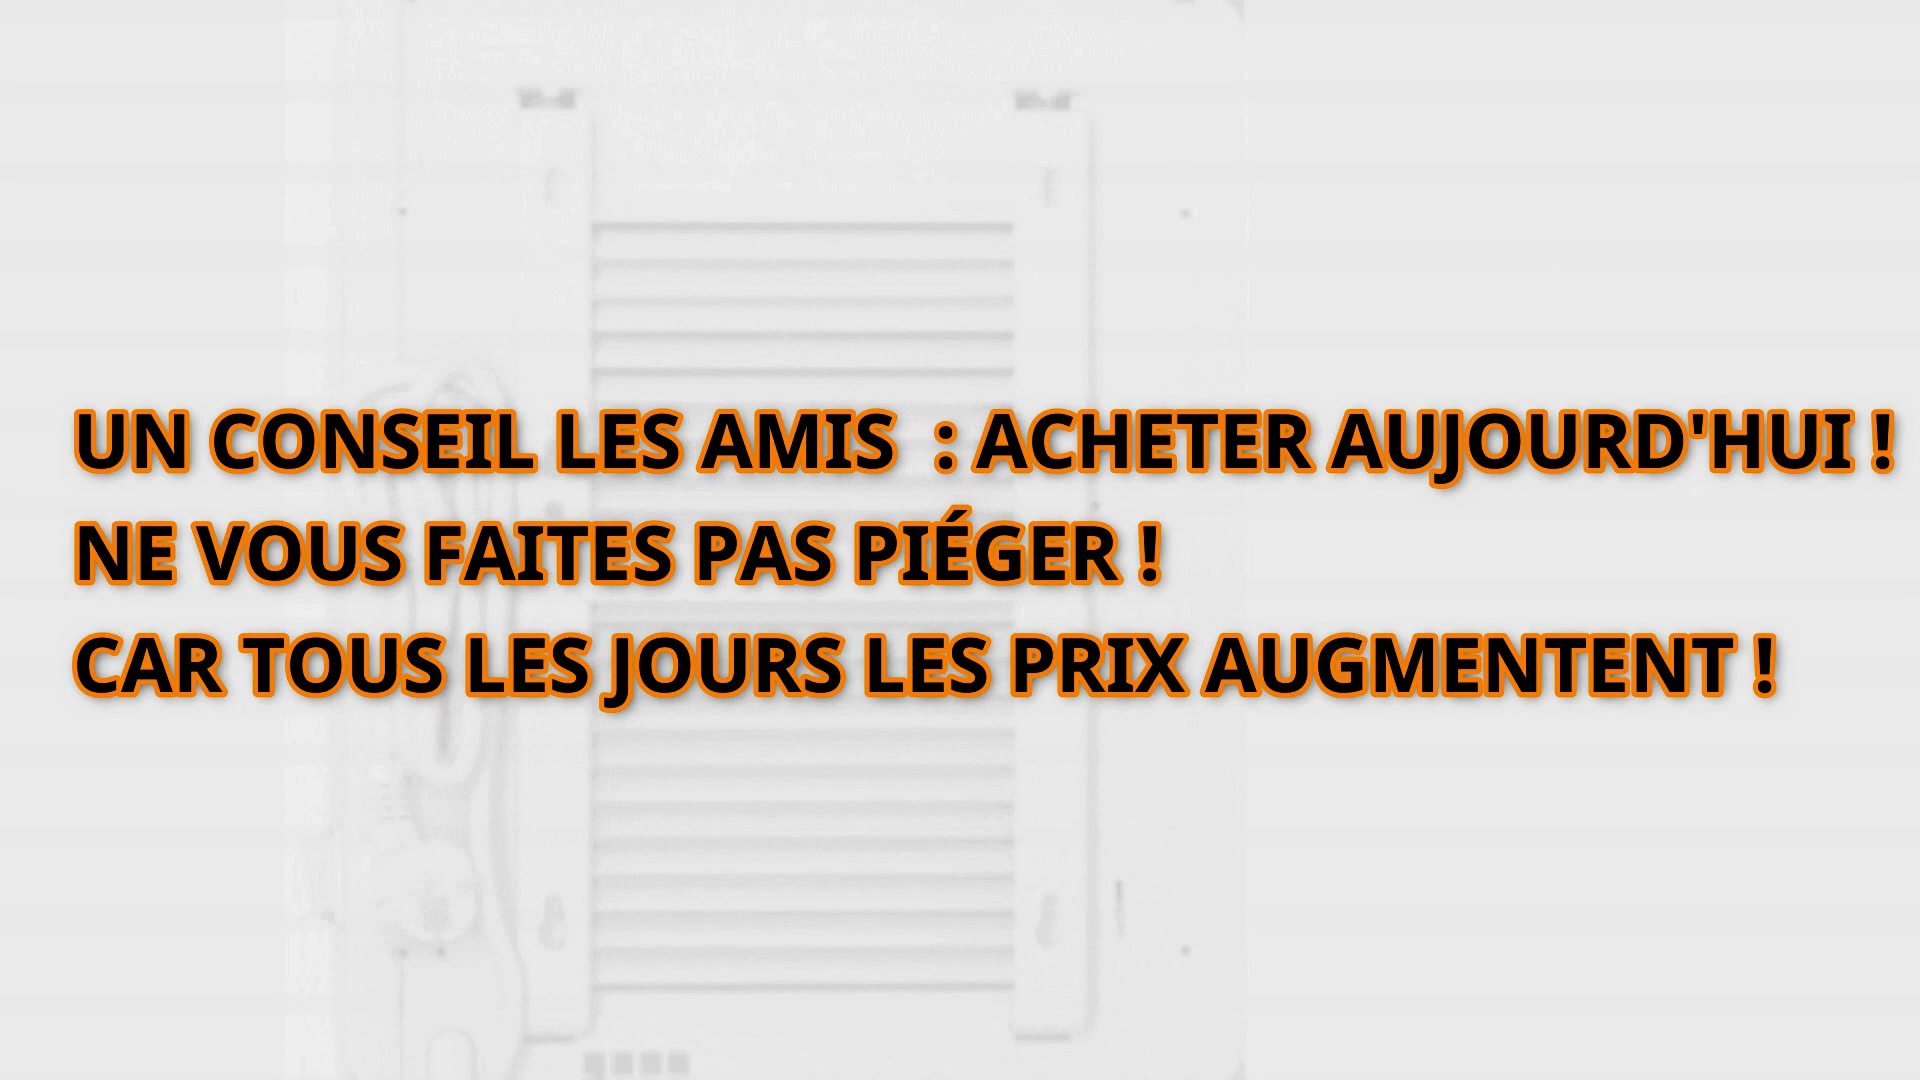 UN CONSEIL LES AMIS  : ACHETER AUJOURD'HUI !
NE VOUS FAITES PAS PIÉGER !
CAR TOUS LES JOURS LES PRIX AUGMENTENT !